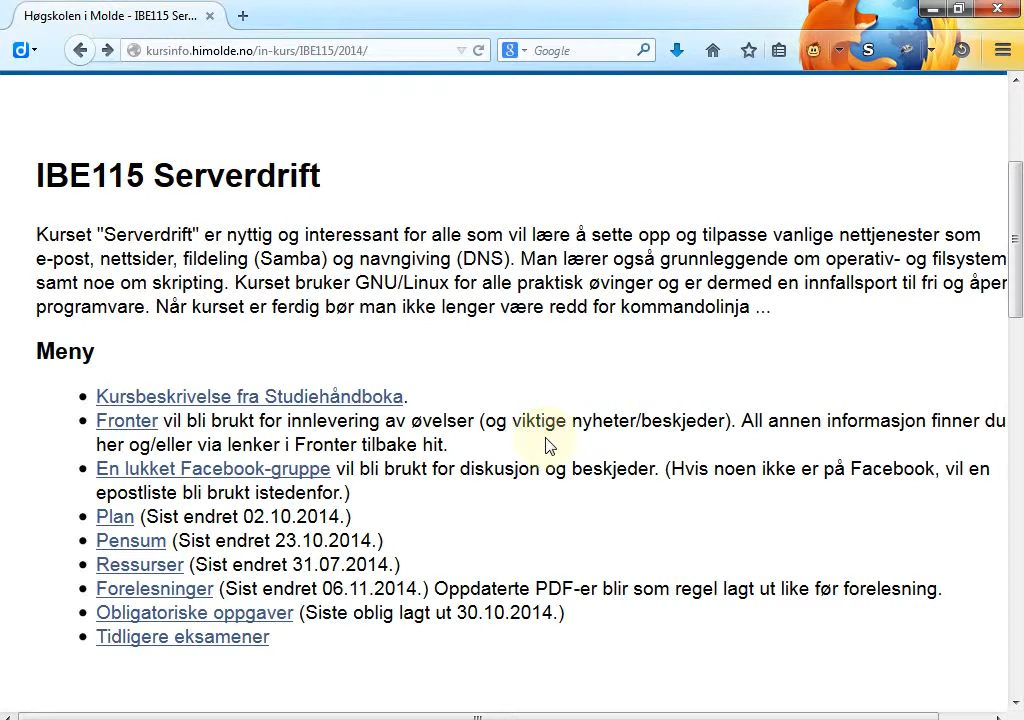 Høgskolen i Molde - IBE115 Ser...
kursinfo.himolde.no/in-kurs/IBE115/2014/
Google
IBE115 Serverdrift
Kurset "Serverdrift" er nyttig og interessant for alle som vil lære å sette opp og tilpasse vanlige nettjenester som
e-post, nettsider, fildeling (Samba) og navngiving (DNS). Man lærer også grunnleggende om operativ- og filsystem
samt noe om skripting. Kurset bruker GNU/Linux for alle praktisk øvinger og er dermed en innfallsport til fri og åper
programvare. Når kurset er ferdig bør man ikke lenger være redd for kommandolinja ...
Meny
Kursbeskrivelse fra Studiehåndboka.
Fronter vil bli brukt for innlevering av øvelser (og viktige nyheter/beskjeder). All annen informasjon finner du
her og/eller via lenker i Fronter tilbake hit.
En lukket Facebook-gruppe vil bli brukt for diskusjon og beskjeder. (Hvis noen ikke er på Facebook, vil en
epostliste bli brukt istedenfor.)
Plan (Sist endret 02.10.2014.)
Pensum (Sist endret 23.10.2014.)
Ressurser (Sist endret 31.07.2014.)
Forelesninger (Sist endret 06.11.2014.) Oppdaterte PDF-er blir som regel lagt ut like før forelesning.
Obligatoriske oppgaver (Siste oblig lagt ut 30.10.2014.)
Tidligere eksamener